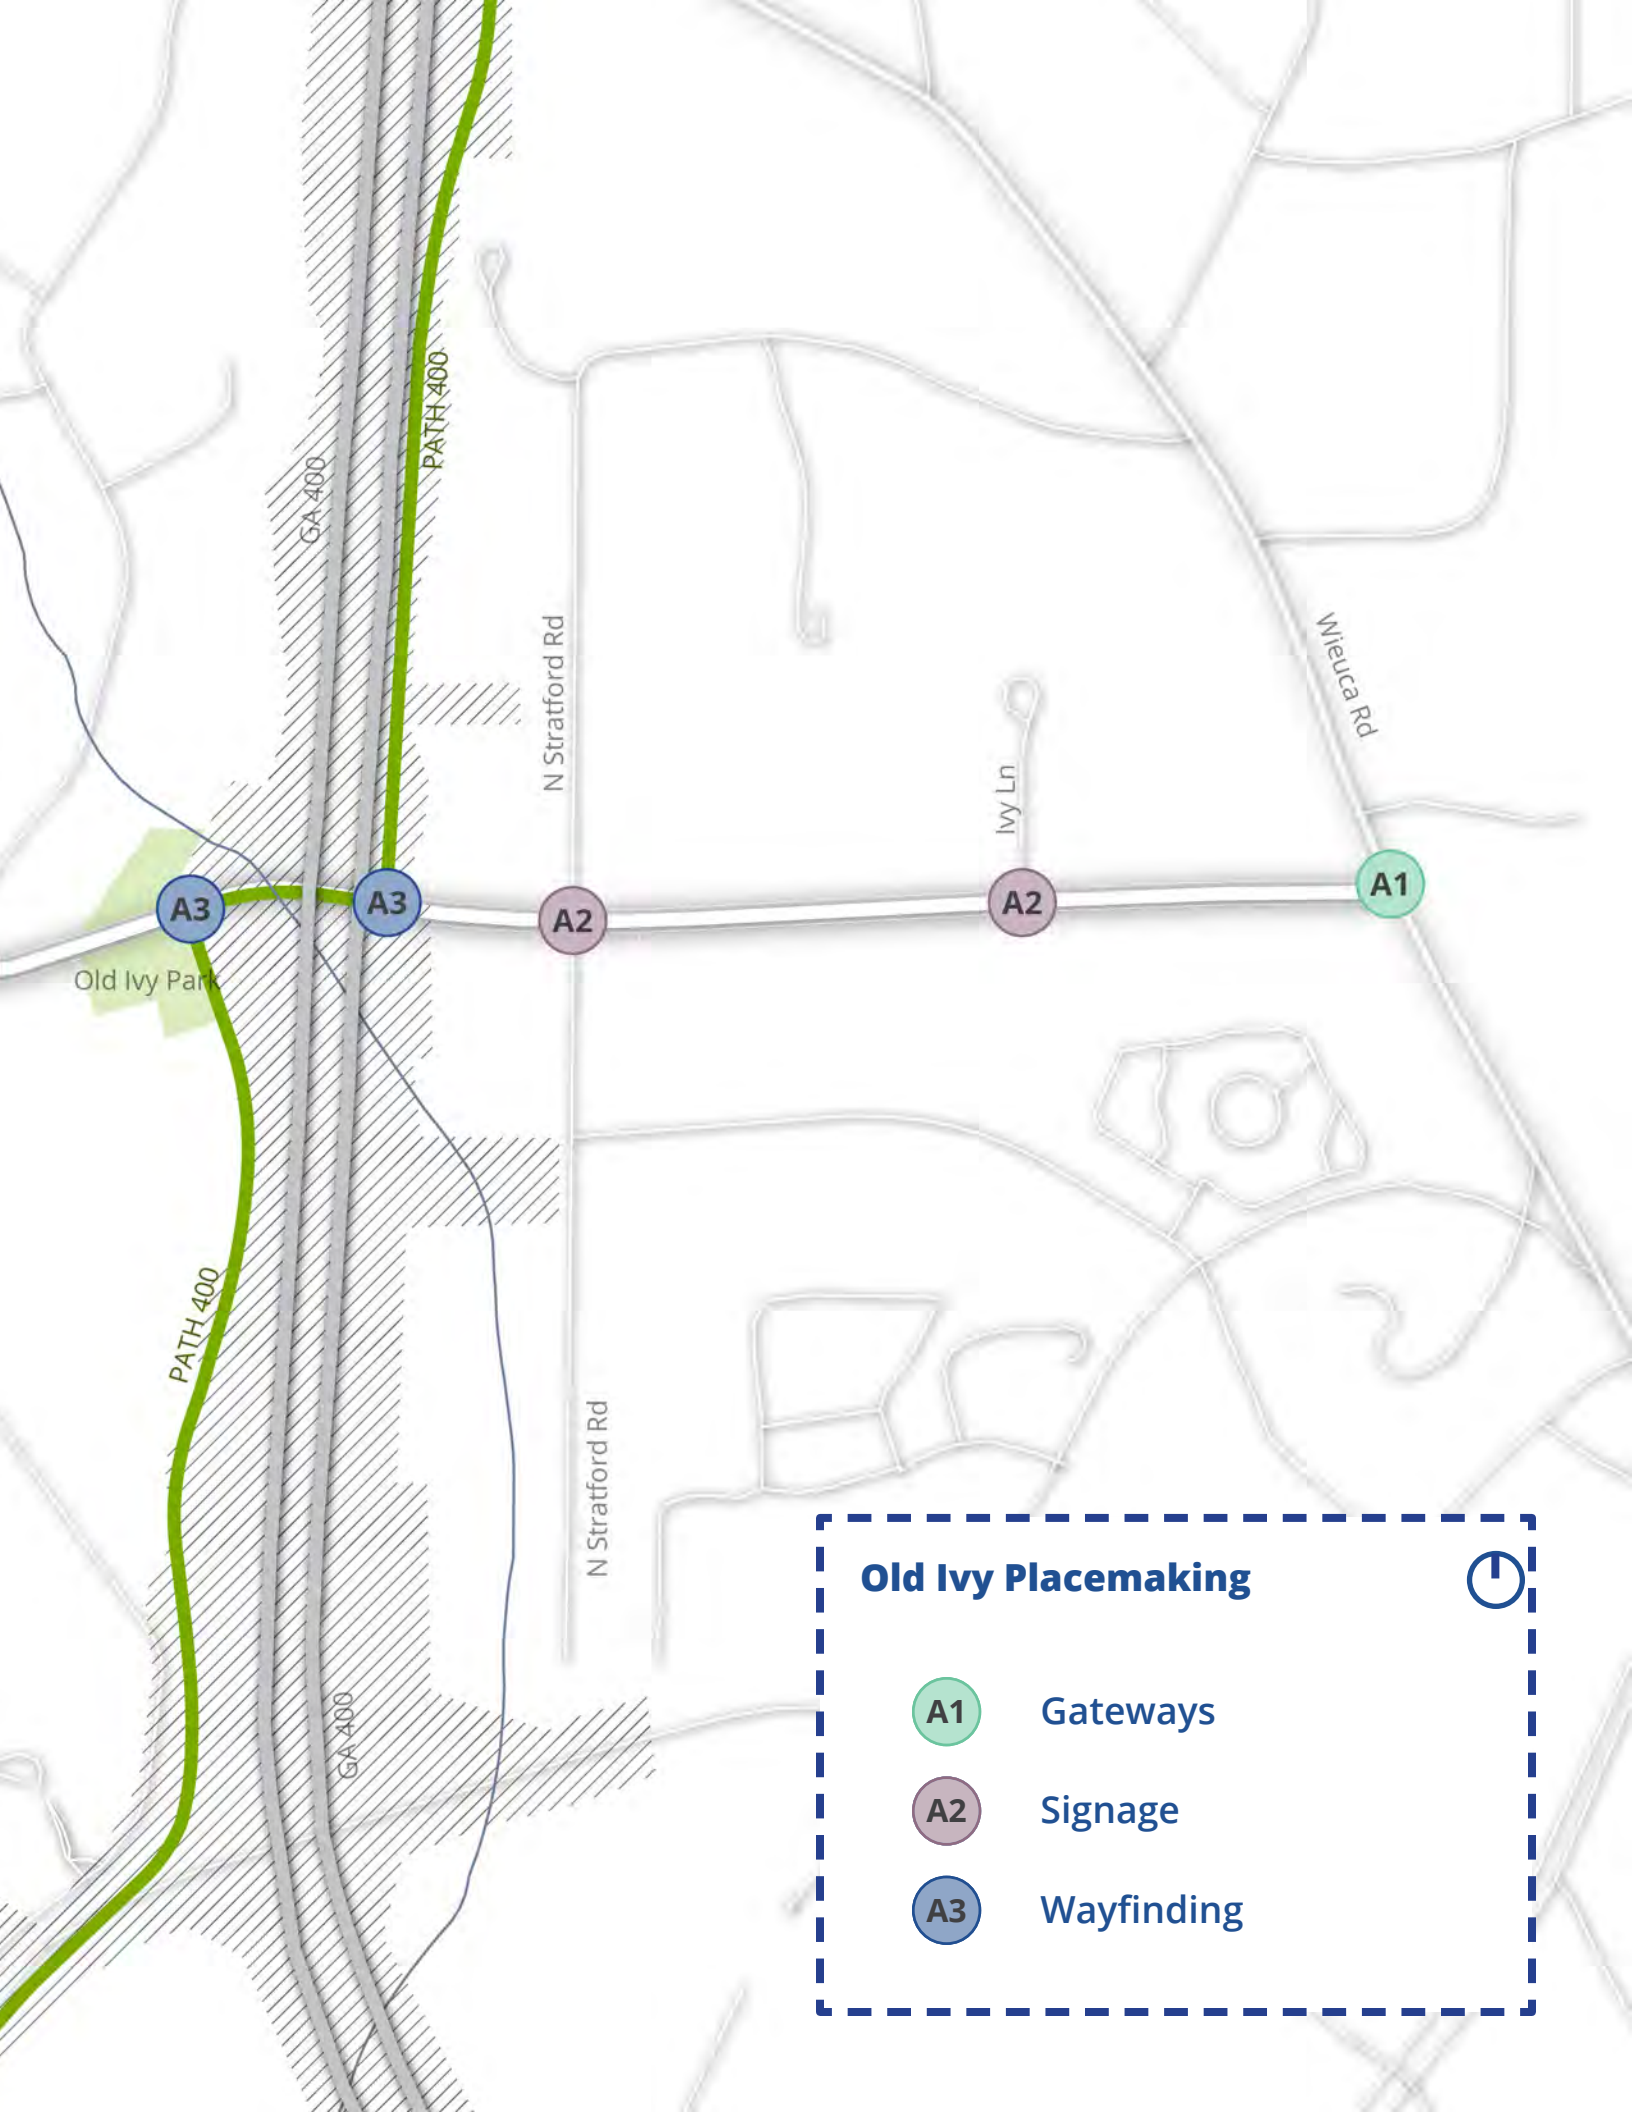 PATH 400
GA 400
N Stratford Rd
Wieuca Rd
Ivy Ln
A3
A3
A2
A2
A1
Old Ivy Park
PATH 400
N Stratford Rd
GA 400
Old Ivy Placemaking
A1 Gateways
A2 Signage
A3 Wayfinding